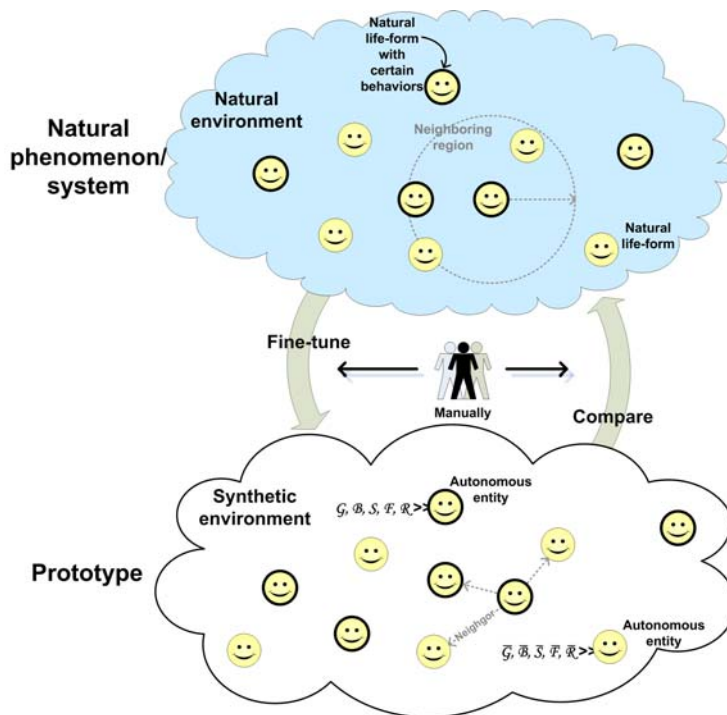 Natural
life-form
with
certain
behaviors
Natural
environment
Neighboring
region
Natural
phenomenon/
system
Natural
life-form
Fine-tune
Manually
Compare
Synthetic
environment
Autonomous
entity
𝒢, ℬ, 𝒮, ℱ, ℛ >>
Prototype
Neighgor
Autonomous
entity
𝒢̅, ℬ̅, 𝒮̅, ℱ̅, ℛ̅ >>